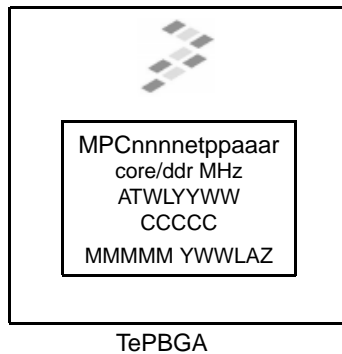 MPCnnnnetppaaar
core/ddr MHz
ATWLYYWW
CCCCC
MMMMM YWWLAZ
TePBGA